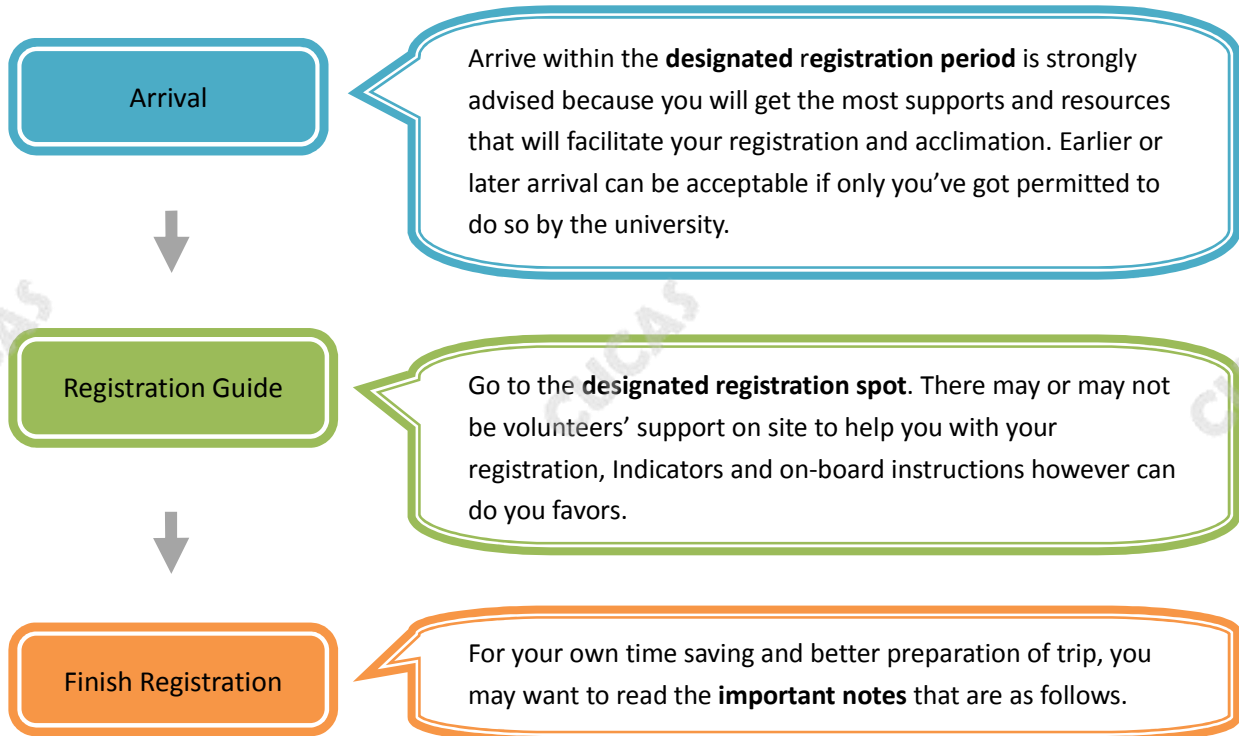 Arrival
Arrive within the designated registration period is strongly
advised because you will get the most supports and resources
that will facilitate your registration and acclimation. Earlier or
later arrival can be acceptable if only you've got permitted to
do so by the university.
Registration Guide
Go to the designated registration spot. There may or may not
be volunteers' support on site to help you with your
registration, Indicators and on-board instructions however can
do you favors.
CUCAS
Finish Registration
For your own time saving and better preparation of trip, you
may want to read the important notes that are as follows.